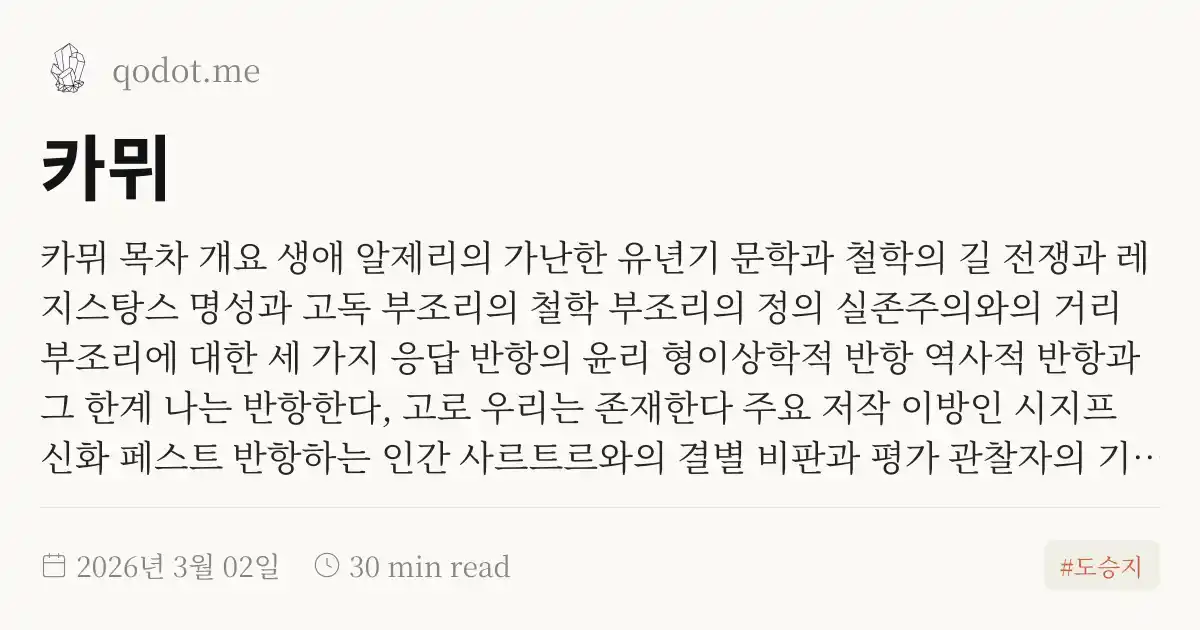 qodot.me
카뮈
카뮈 목차 개요 생애 알제리의 가난한 유년기 문학과 철학의 길 전쟁과 레
지스탕스 명성과 고독 부조리의 철학 부조리의 정의 실존주의와의 거리
부조리에 대한 세 가지 응답 반항의 윤리 형이상학적 반항 역사적 반항과
그 한계 나는 반항한다, 고로 우리는 존재한다 주요 저작 이방인 시지프
신화 페스트 반항하는 인간 사르트르와의 결별 비판과 평가 관찰자의 기…
2026년 3월 02일 30 min read
#도승지